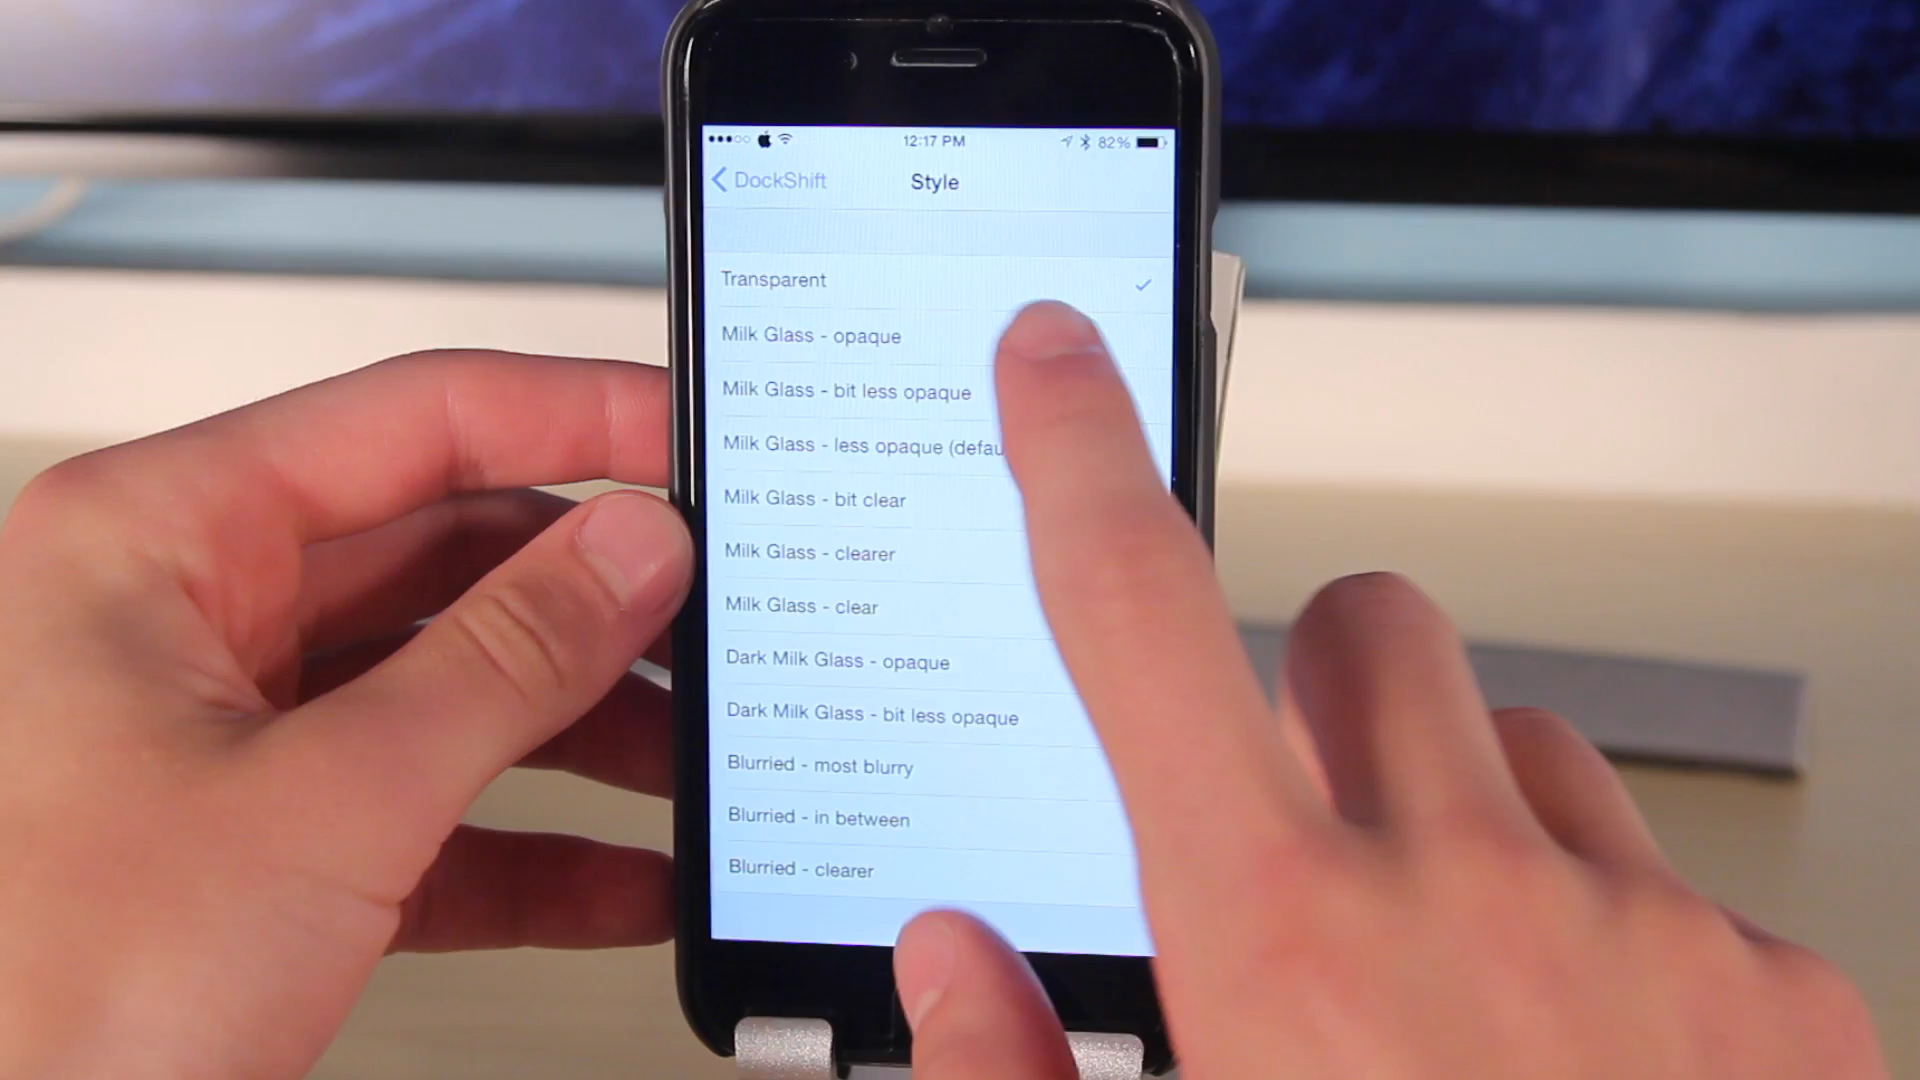 12:17 PM
82%
DockShift
Style
Transparent
Milk Glass - opaque
Milk Glass - bit less opaque
Milk Glass - less opaque (defau
Milk Glass - bit clear
Milk Glass - clearer
Milk Glass - clear
Dark Milk Glass - opaque
Dark Milk Glass - bit less opaque
Blurried - most blurry
Blurried - in between
Blurried - clearer